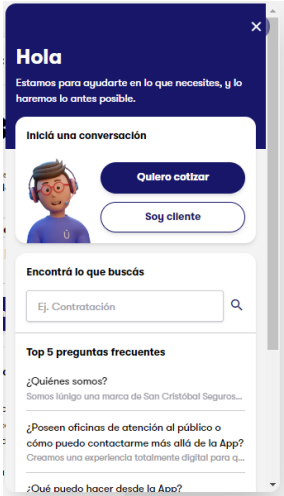 Hola
Estamos para ayudarte en lo que necesites, y lo
haremos lo antes posible.
Iniciá una conversación
Quiero cotizar
Soy cliente
Encontrá lo que buscás
Ej. Contratación
Top 5 preguntas frecuentes
¿Quiénes somos?
Somos Iúnigo una marca de San Cristóbal Seguros...
¿Poseen oficinas de atención al público o
cómo puedo contactarme más allá de la App?
Creamos una experiencia totalmente digital para q...
¿Qué puedo hacer desde la App?